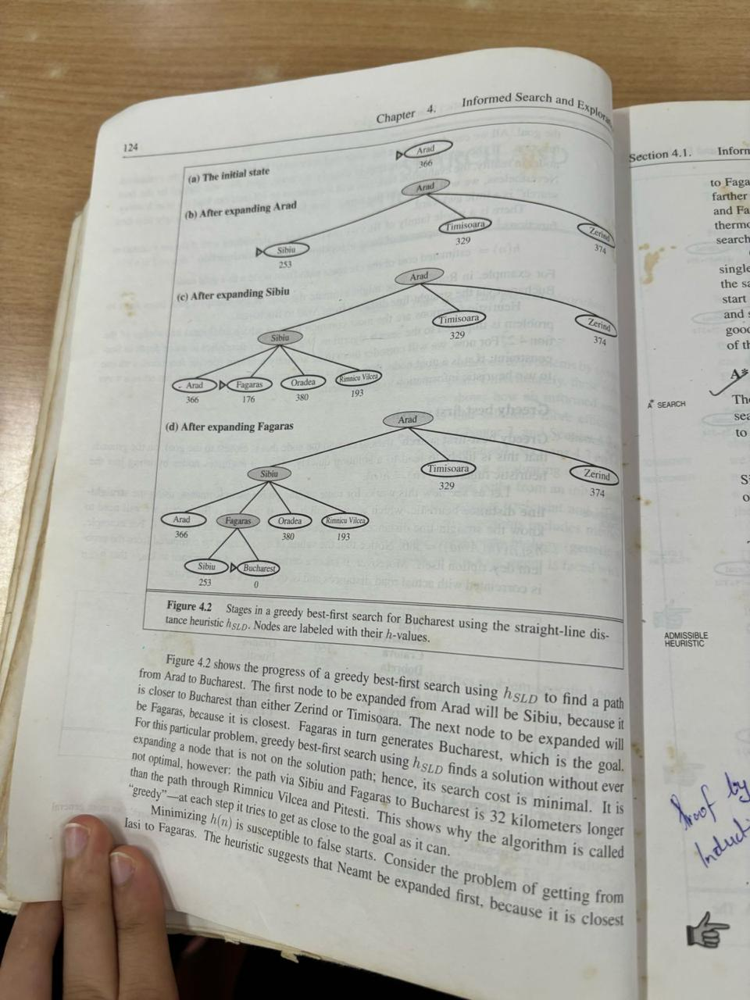 124
Chapter 4. Informed Search and Explora
(a) The initial state
Arad
366
(b) After expanding Arad
Arad
Sibiu
253
Timisoara
329
Zerind
374
(c) After expanding Sibiu
Arad
Sibiu
Timisoara
329
Zerind
374
Arad
366
Fagaras
176
Oradea
380
Rimnicu Vilcea
193
(d) After expanding Fagaras
Arad
Sibiu
Timisoara
329
Zerind
374
Arad
366
Fagaras
Oradea
380
Rimnicu Vilcea
193
Sibiu
253
Bucharest
0
Figure 4.2 Stages in a greedy best-first search for Bucharest using the straight-line dis-
tance heuristic hSLD. Nodes are labeled with their h-values.
Figure 4.2 shows the progress of a greedy best-first search using hSLD to find a path
from Arad to Bucharest. The first node to be expanded from Arad will be Sibiu, because it
is closer to Bucharest than either Zerind or Timisoara. The next node to be expanded will
be Fagaras, because it is closest. Fagaras in turn generates Bucharest, which is the goal.
For this particular problem, greedy best-first search using hSLD finds a solution without ever
expanding a node that is not on the solution path; hence, its search cost is minimal. It is
not optimal, however: the path via Sibiu and Fagaras to Bucharest is 32 kilometers longer
than the path through Rimnicu Vilcea and Pitesti. This shows why the algorithm is called
“greedy”—at each step it tries to get as close to the goal as it can.
Minimizing h(n) is susceptible to false starts. Consider the problem of getting from
Iasi to Fagaras. The heuristic suggests that Neamt be expanded first, because it is closest
Section 4.1. Inform
to Faga
farther
and Fa
thermo
search
single
the sa
start
and s
good
of th
A*
A* SEARCH
The
sea
to
ADMISSIBLE
HEURISTIC
Proof by
Inducti